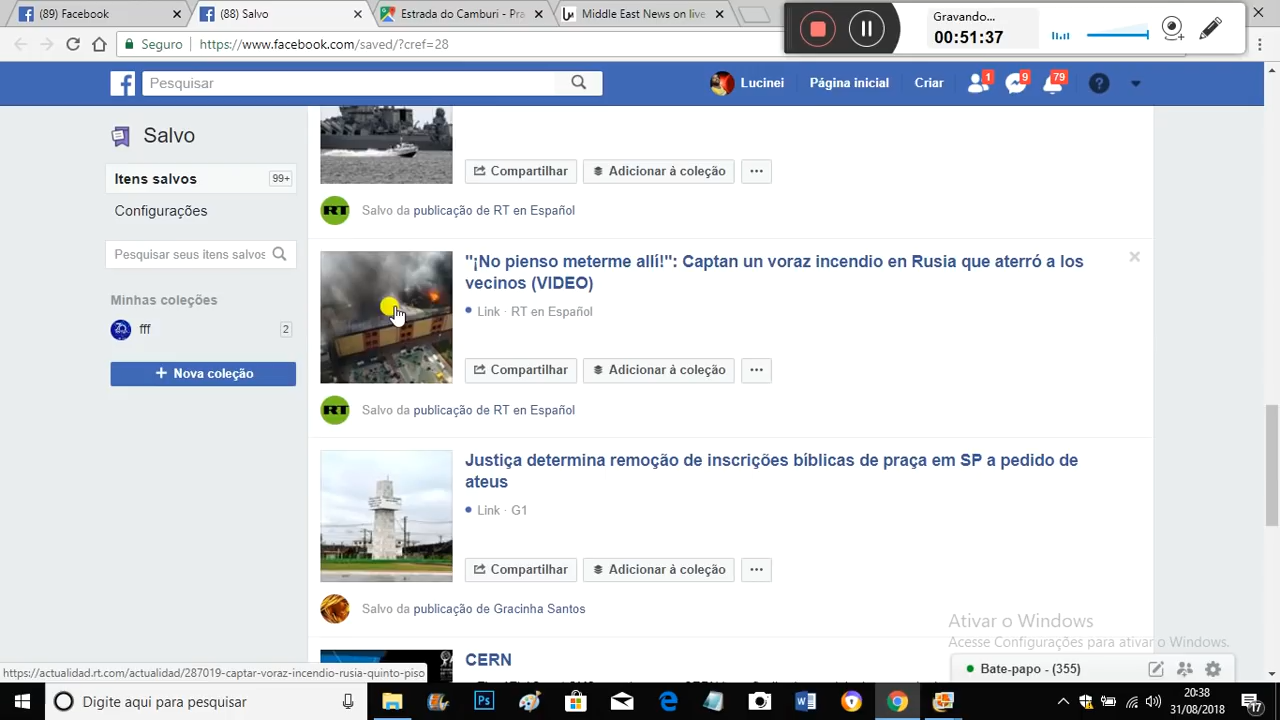 (89) Facebook
(88) Salvo
Estrada do Camburi - Pra
Middle East News on live
Gravando...
00:51:37
Seguro
https://www.facebook.com/saved/?cref=28
Pesquisar
Lucinei
Página inicial
Criar
1
9
79
Salvo
Itens salvos
99+
Configurações
Pesquisar seus itens salvos
Minhas coleções
fff
2
+ Nova coleção
Compartilhar
Adicionar à coleção
RT
Salvo da publicação de RT en Español
"¡No pienso meterme allí!": Captan un voraz incendio en Rusia que aterró a los
vecinos (VIDEO)
Link · RT en Español
Compartilhar
Adicionar à coleção
RT
Salvo da publicação de RT en Español
Justiça determina remoção de inscrições bíblicas de praça em SP a pedido de
ateus
Link · G1
Compartilhar
Adicionar à coleção
Salvo da publicação de Gracinha Santos
CERN
Ativar o Windows
Acesse Configurações para ativar o Windows.
Bate-papo - (355)
https://actualidad.rt.com/actualidad/287019-captar-voraz-incendio-rusia-quinto-piso
Digite aqui para pesquisar
20:38
31/08/2018
17